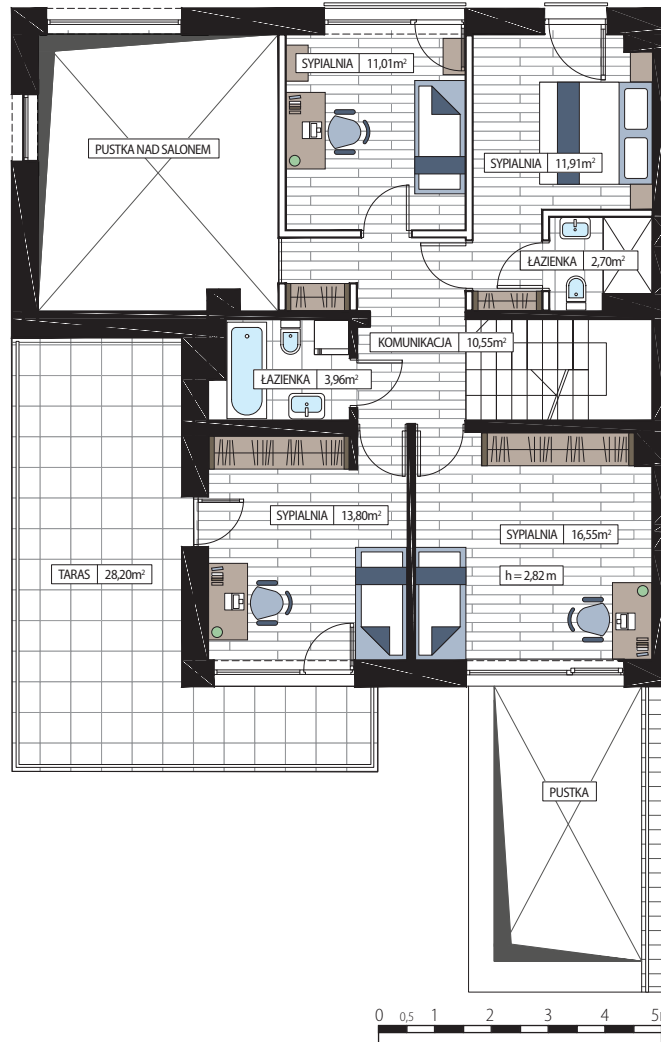 SYPIALNIA 11,01m²
PUSTKA NAD SALONEM
SYPIALNIA 11,91m²
ŁAZIENKA 2,70m²
KOMUNIKACJA 10,55m²
ŁAZIENKA 3,96m²
SYPIALNIA 13,80m²
SYPIALNIA 16,55m²
TARAS 28,20m²
h = 2,82 m
PUSTKA
0 0,5 1 2 3 4 5m